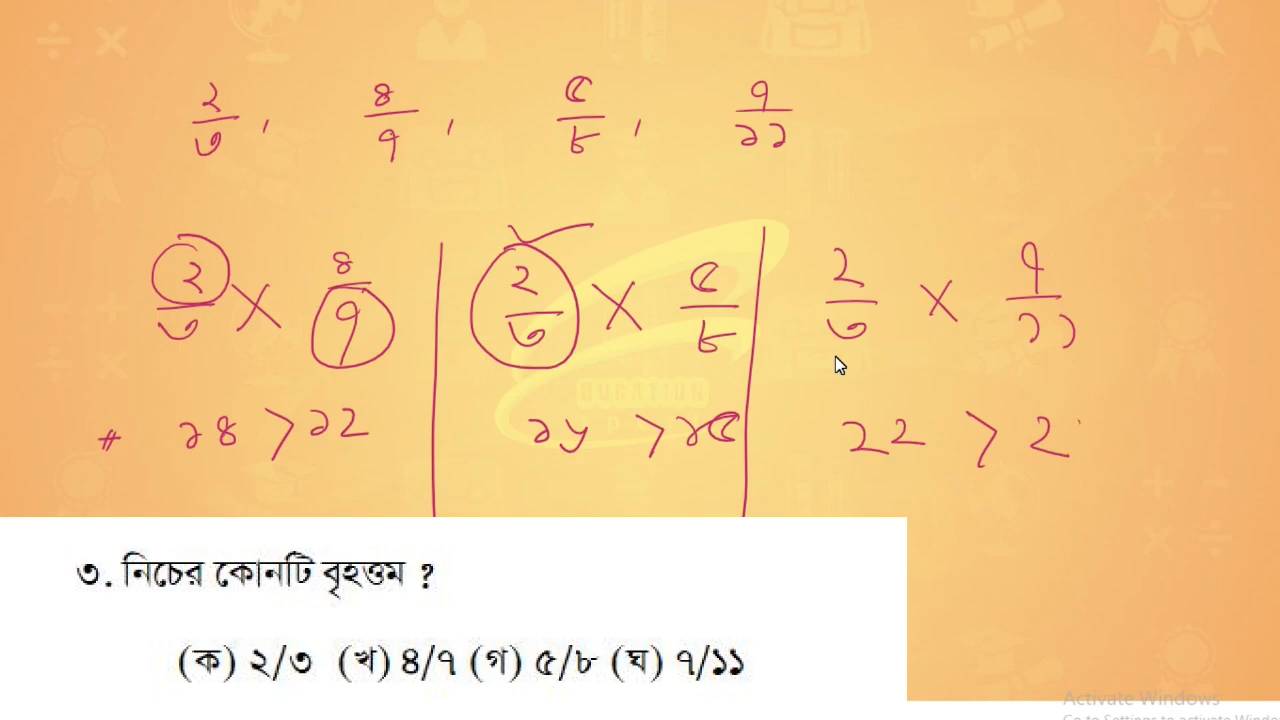 ২/৩, ৪/৭, ৫/৮, ৭/১১
২/৩ × ৪/৭ ২/৩ × ৫/৮ ২/৩ × ৭/১১
# ১৪ > ১২ ১৬ > ১৫ ২২ > ২
৩. নিচের কোনটি বৃহত্তম ?
(ক) ২/৩ (খ) ৪/৭ (গ) ৫/৮ (ঘ) ৭/১১
Activate Windows